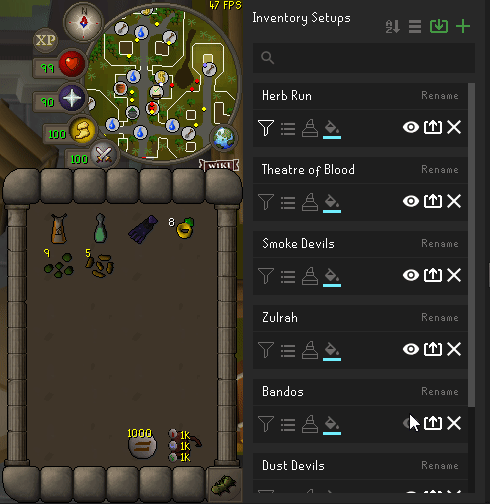 47 FPS
XP
99
90
100
100
WIKI
8
9
5
1000
1K
1K
1K
Inventory Setups
Herb Run
Rename
Theatre of Blood
Rename
Smoke Devils
Rename
Zulrah
Rename
Bandos
Rename
Dust Devils
Rename